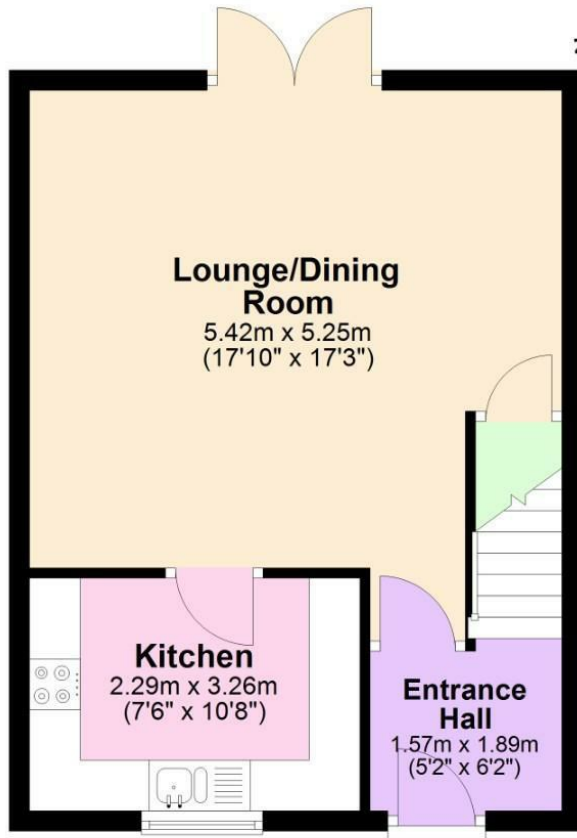 Lounge/Dining
Room
5.42m x 5.25m
(17'10" x 17'3")
Kitchen
2.29m x 3.26m
(7'6" x 10'8")
Entrance
Hall
1.57m x 1.89m
(5'2" x 6'2")